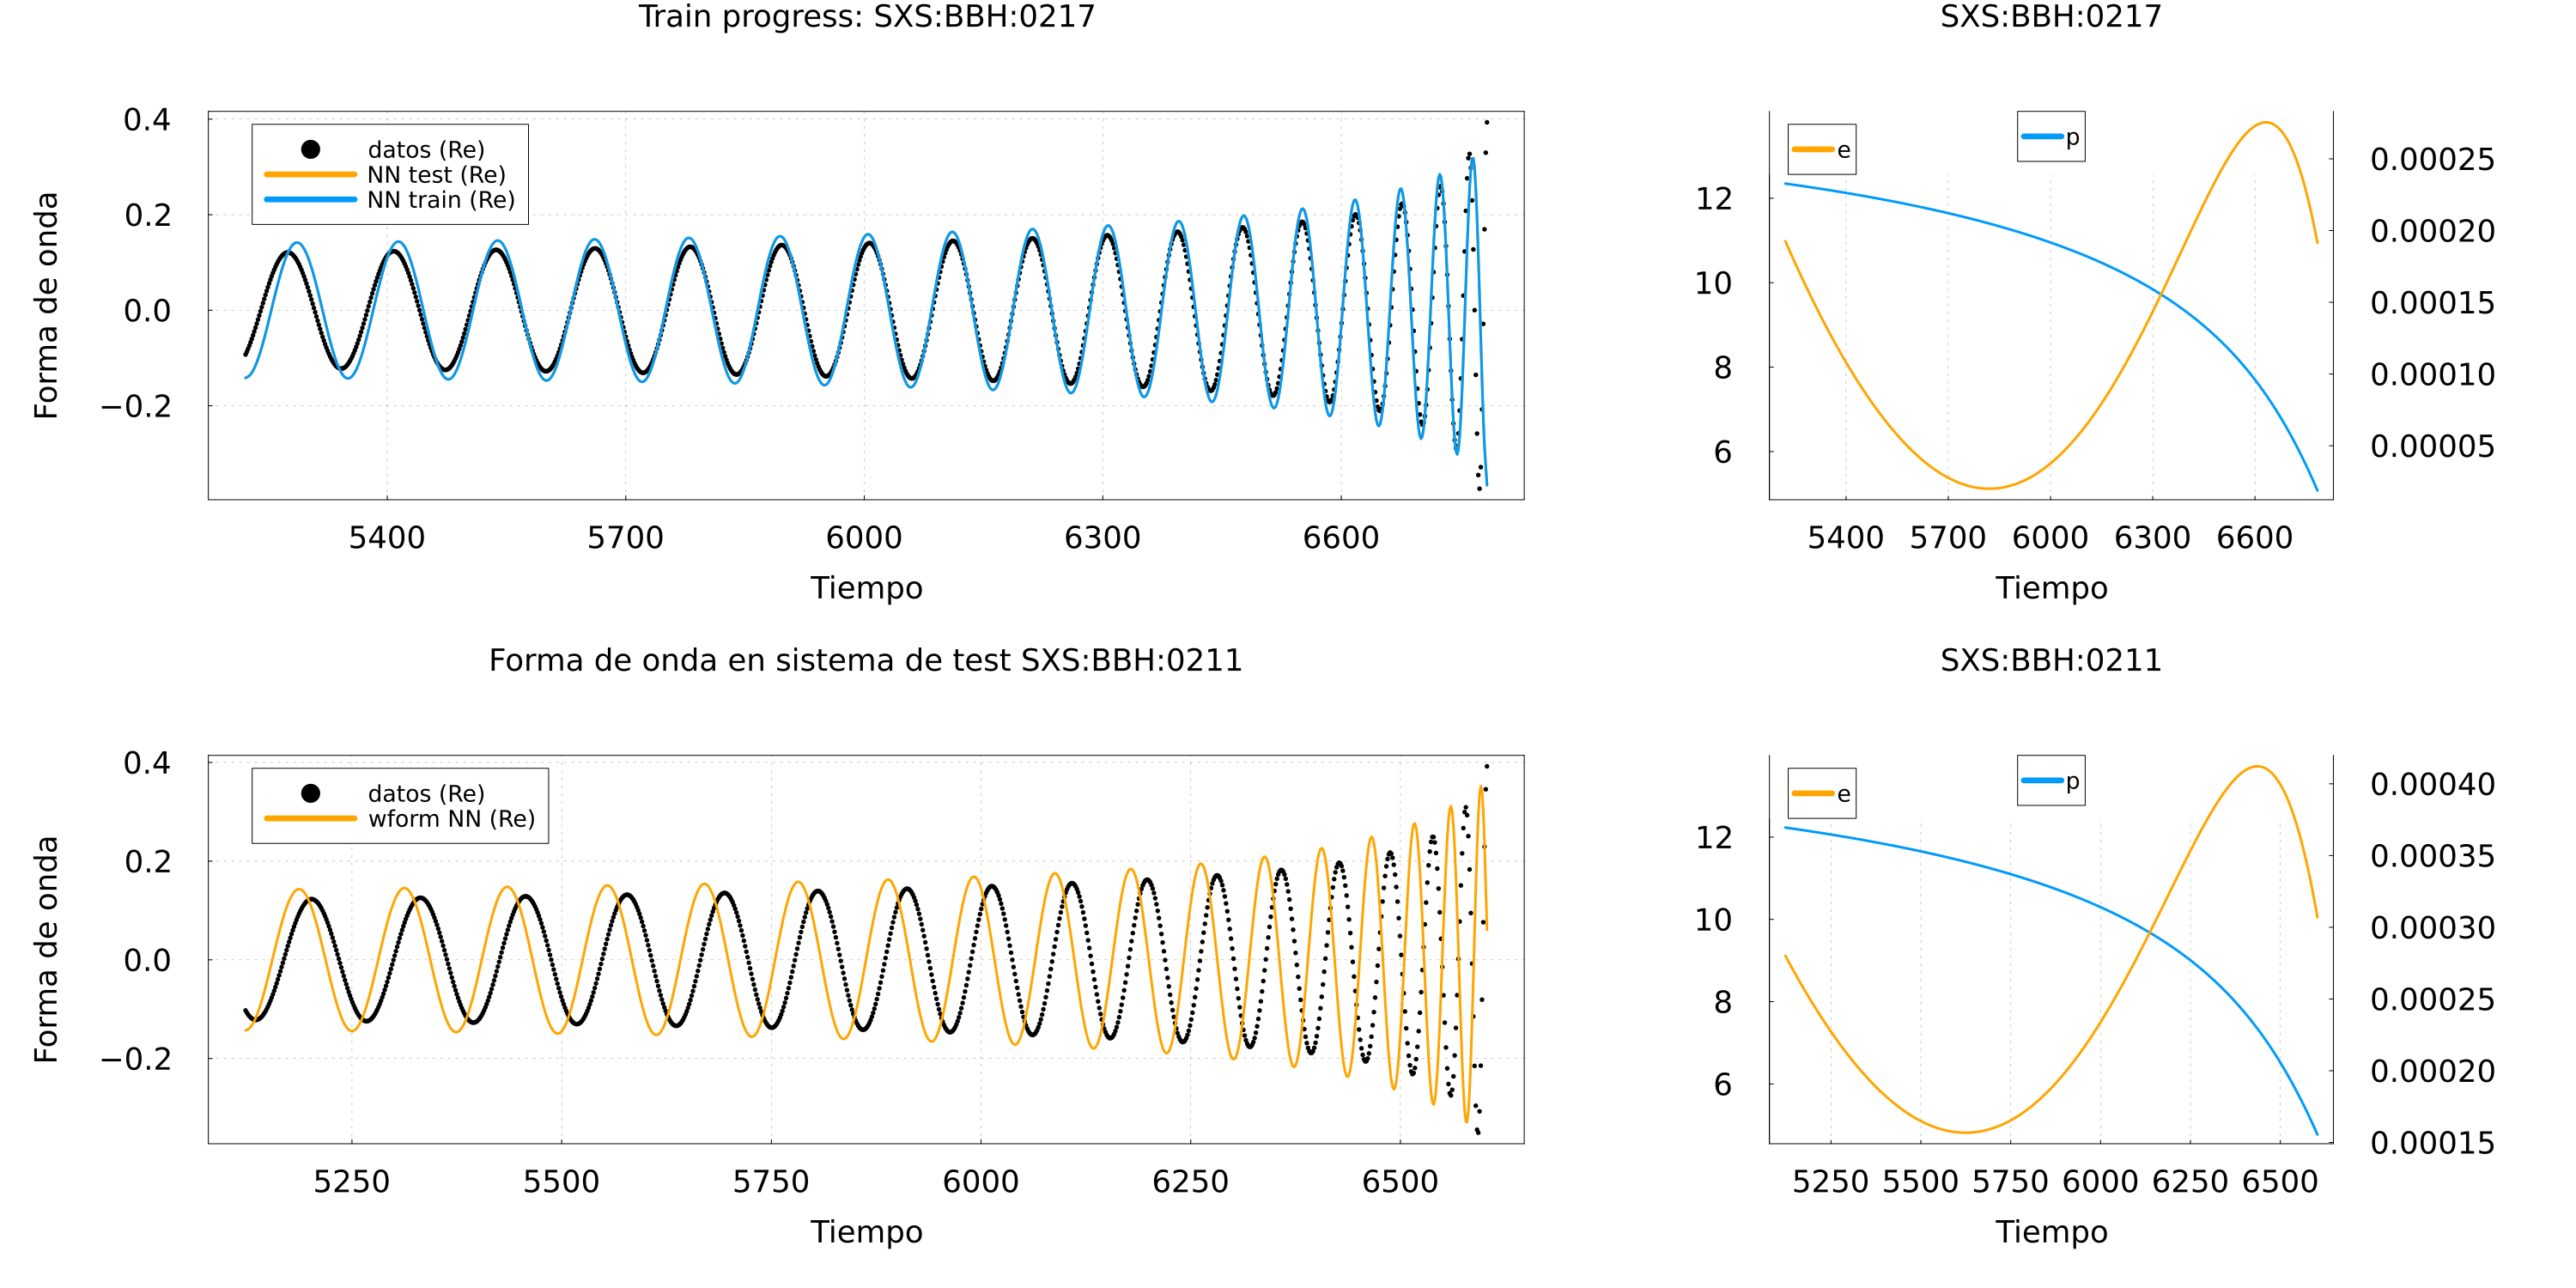 Train progress: SXS:BBH:0217
Forma de onda
0.4
0.2
0.0
−0.2
datos (Re)
NN test (Re)
NN train (Re)
5400 5700 6000 6300 6600
Tiempo
SXS:BBH:0217
e
p
12
10
8
6
0.00025
0.00020
0.00015
0.00010
0.00005
5400 5700 6000 6300 6600
Tiempo
Forma de onda en sistema de test SXS:BBH:0211
Forma de onda
0.4
0.2
0.0
−0.2
datos (Re)
wform NN (Re)
5250 5500 5750 6000 6250 6500
Tiempo
SXS:BBH:0211
e
p
12
10
8
6
0.00040
0.00035
0.00030
0.00025
0.00020
0.00015
5250 5500 5750 6000 6250 6500
Tiempo